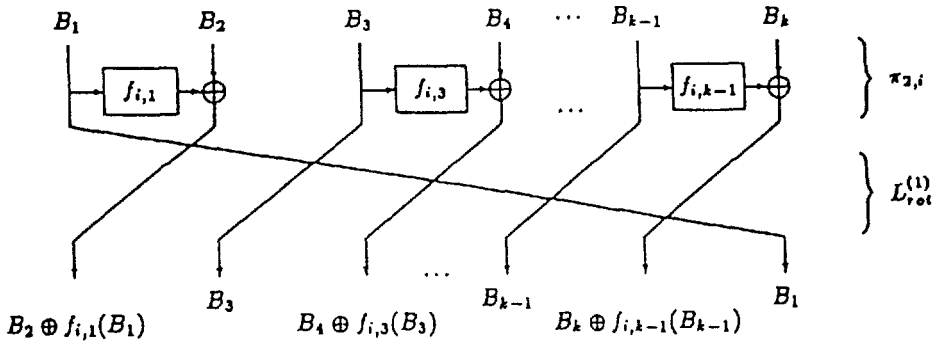 B₁ B₂ B₃ B₄ ... Bₖ₋₁ Bₖ
fᵢ,₁ fᵢ,₃ ... fᵢ,ₖ₋₁ π₂,ᵢ
L_{rot}^{(1)}
B₃ ... Bₖ₋₁ B₁
B₂ ⊕ fᵢ,₁(B₁) B₄ ⊕ fᵢ,₃(B₃) Bₖ ⊕ fᵢ,ₖ₋₁(Bₖ₋₁)